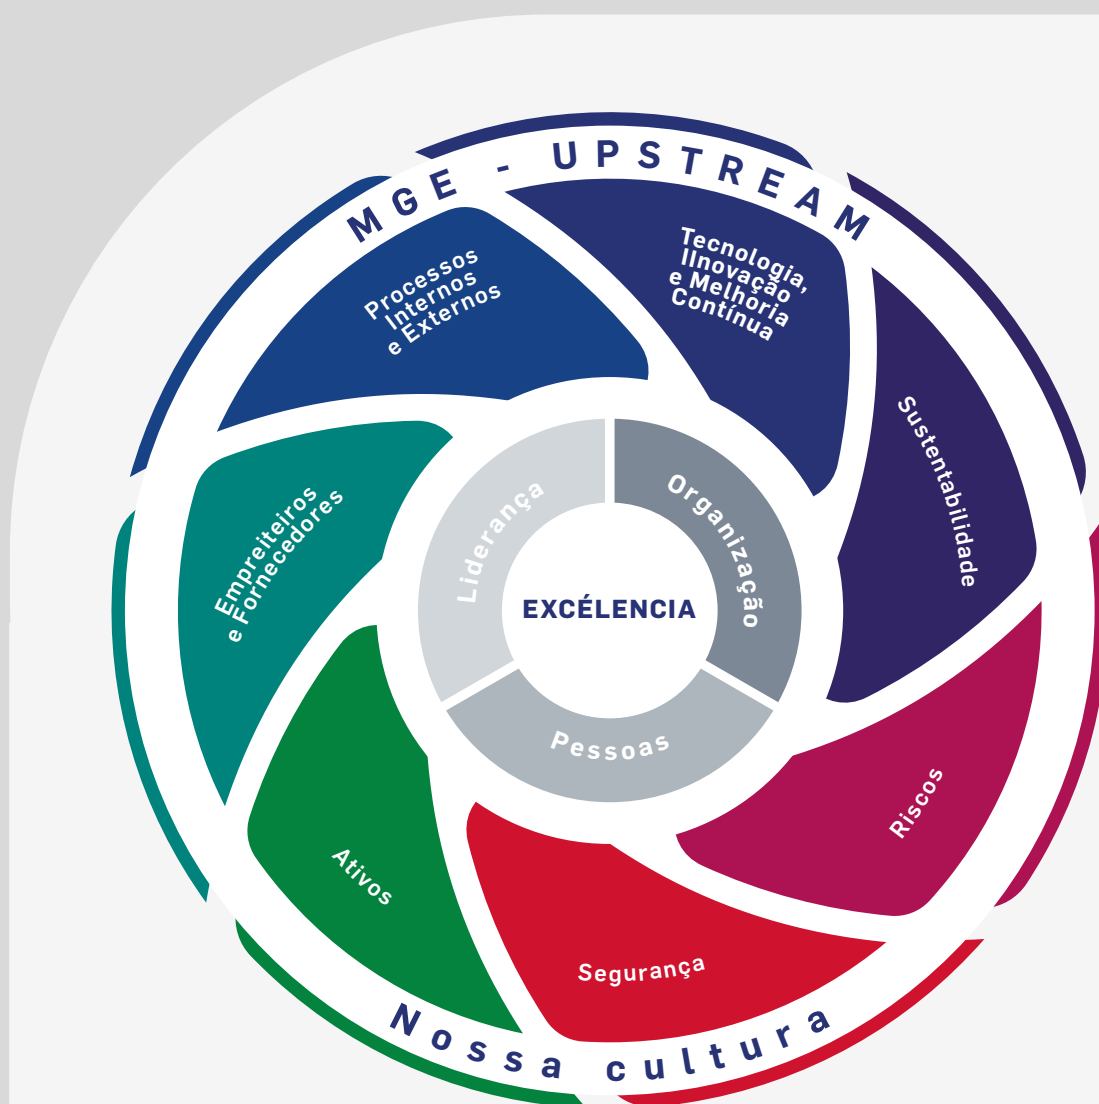 MGE - UPSTREAM
Processos
Internos
e Externos
Tecnologia,
IInovação
e Melhoria
Contínua
Sustentabilidade
Riscos
Segurança
Ativos
Empreiteiros
e Fornecedores
Liderança
Organização
Pessoas
EXCÉLENCIA
Nossa cultura